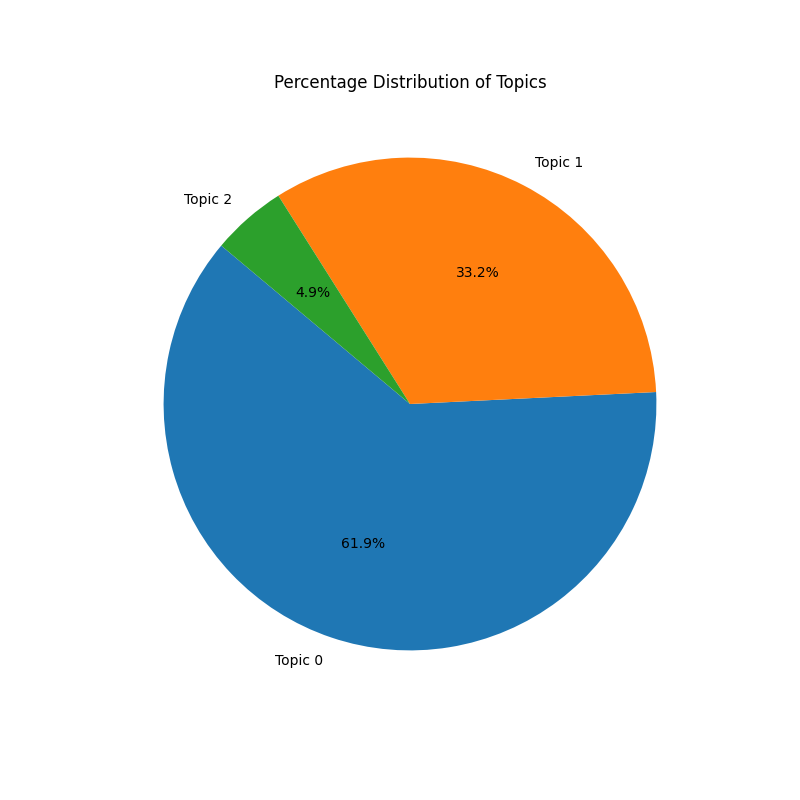 Percentage Distribution of Topics
Topic 1
Topic 2
33.2%
4.9%
61.9%
Topic 0